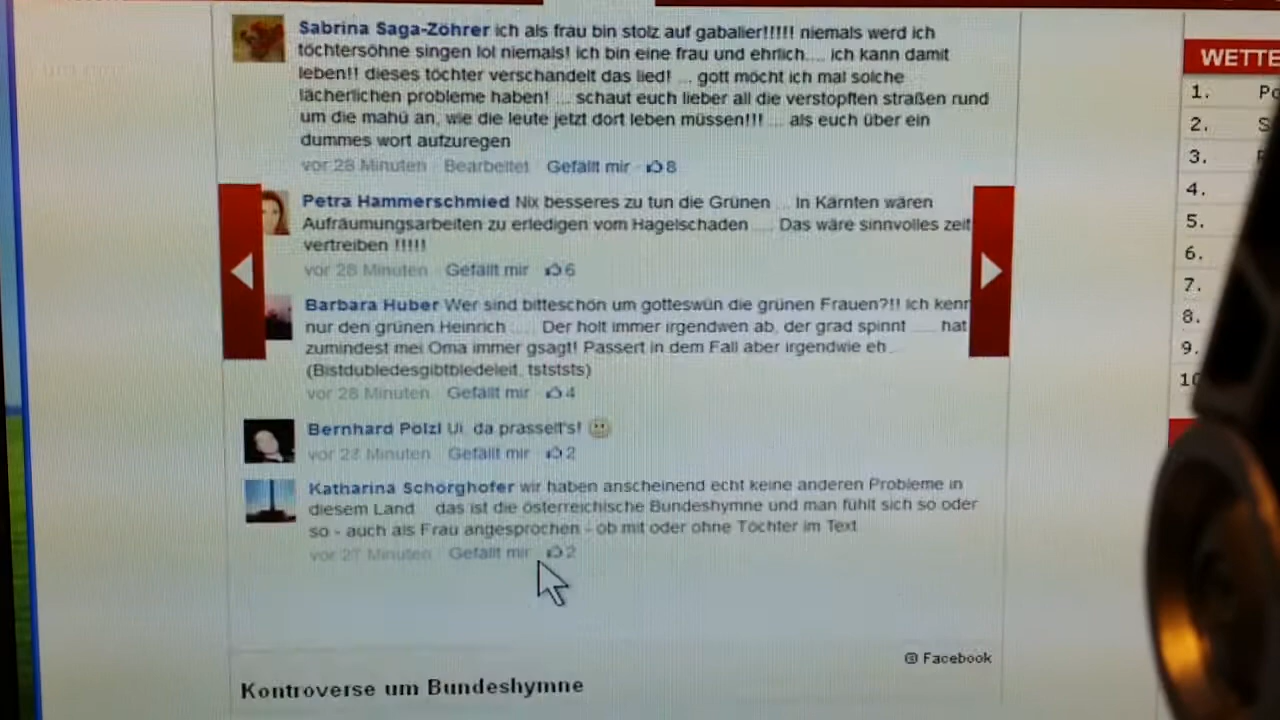 Sabrina Saga-Zöhrer ich als frau bin stolz auf gabalier!!!!! niemals werd ich
töchtersöhne singen lol niemals! ich bin eine frau und ehrlich.... ich kann damit
leben!! dieses töchter verschandelt das lied! ... gott möcht ich mal solche
lächerlichen probleme haben! ... schaut euch lieber all die verstopften straßen rund
um die mahü an, wie die leute jetzt dort leben müssen!!! ... als euch über ein
dummes wort aufzuregen
vor 28 Minuten · Bearbeitet · Gefällt mir · 8
Petra Hammerschmied Nix besseres zu tun die Grünen ... In Kärnten wären
Aufräumungsarbeiten zu erledigen vom Hagelschaden .... Das wäre sinnvolles zeit
vertreiben !!!!!
vor 28 Minuten · Gefällt mir · 6
Barbara Huber Wer sind bitteschön um gotteswün die grünen Frauen?!! Ich kenn
nur den grünen Heinrich ..... Der holt immer irgendwen ab, der grad spinnt ..... hat
zumindest mei Oma immer gsagt! Passert in dem Fall aber irgendwie eh..
(Bistdubledesgibtbledeleit, tstststs)
vor 28 Minuten · Gefällt mir · 4
Bernhard Pölzl Ui, da prasselt's!
vor 27 Minuten · Gefällt mir · 2
Katharina Schörghofer wir haben anscheinend echt keine anderen Probleme in
diesem Land ... das ist die österreichische Bundeshymne und man fühlt sich so oder
so - auch als Frau angesprochen - ob mit oder ohne Töchter im Text
vor 27 Minuten · Gefällt mir · 2
Facebook
Kontroverse um Bundeshymne
WETTE
1. Po
2. S
3.
4.
5.
6.
7.
8.
9.
10